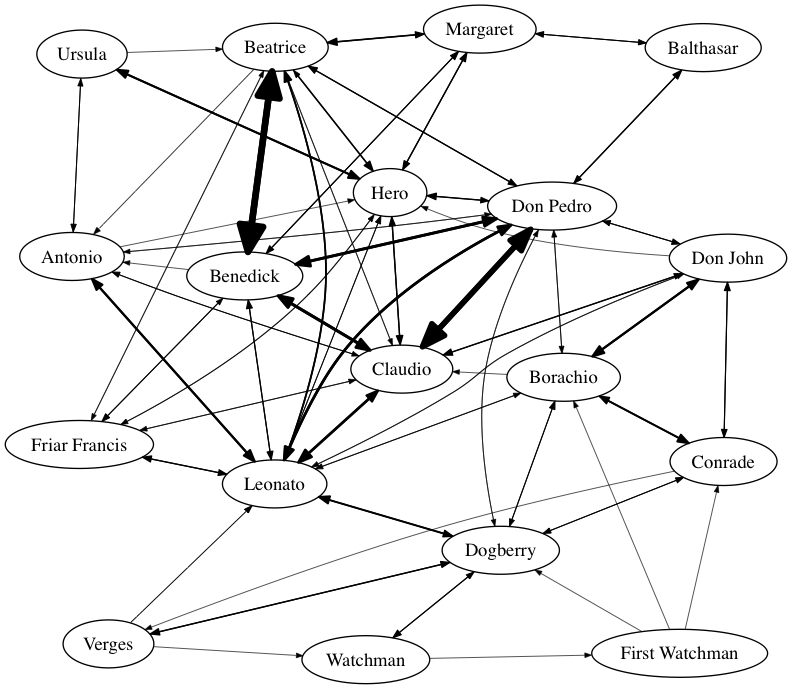 Margaret
Beatrice
Ursula
Balthasar
Hero
Don Pedro
Antonio
Benedick
Don John
Claudio
Borachio
Friar Francis
Leonato
Conrade
Dogberry
Verges
Watchman
First Watchman